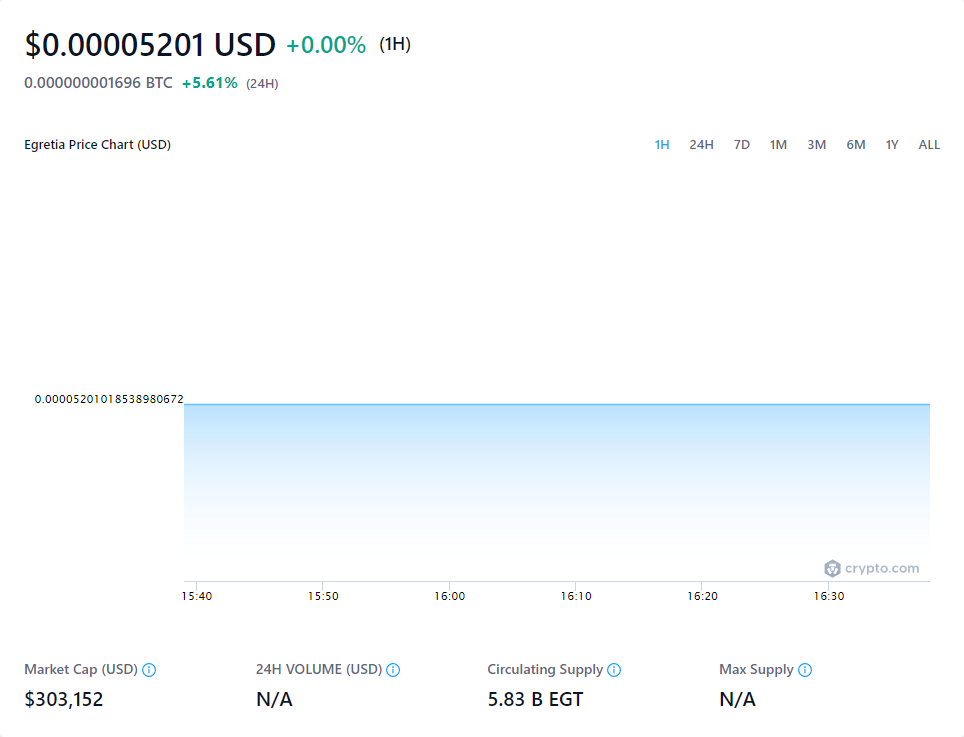 $0.00005201 USD +0.00% (1H)
0.000000001696 BTC +5.61% (24H)
Egretia Price Chart (USD) 1H 24H 7D 1M 3M 6M 1Y ALL
0.00005201018538980672
crypto.com
15:40 15:50 16:00 16:10 16:20 16:30
Market Cap (USD) 24H VOLUME (USD) Circulating Supply Max Supply
$303,152 N/A 5.83 B EGT N/A